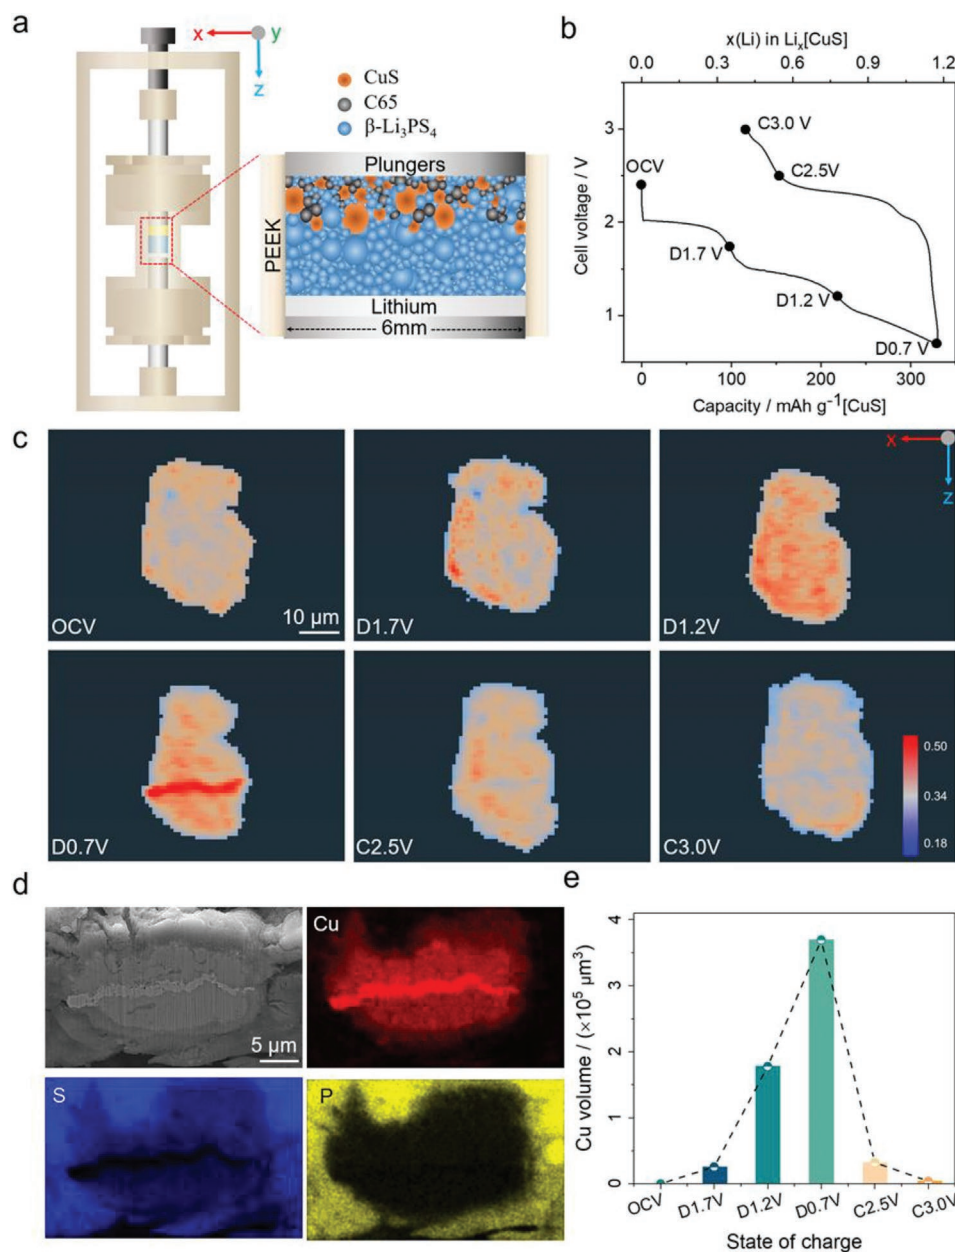 a
x
y
z
CuS
C65
β-Li₃PS₄
Plungers
PEEK
Lithium
6mm
b
x(Li) in Liₓ[CuS]
0.0 0.3 0.6 0.9 1.2
Cell voltage / V
3
2
1
OCV
C3.0 V
C2.5V
D1.7 V
D1.2 V
D0.7 V
0 100 200 300
Capacity / mAh g⁻¹[CuS]
c
x
z
OCV
10 µm
D1.7V
D1.2V
D0.7V
C2.5V
C3.0V
0.50
0.34
0.18
d
Cu
5 µm
S
P
e
Cu volume / (×10⁵ µm³)
4
2
0
OCV D1.7V D1.2V D0.7V C2.5V C3.0V
State of charge